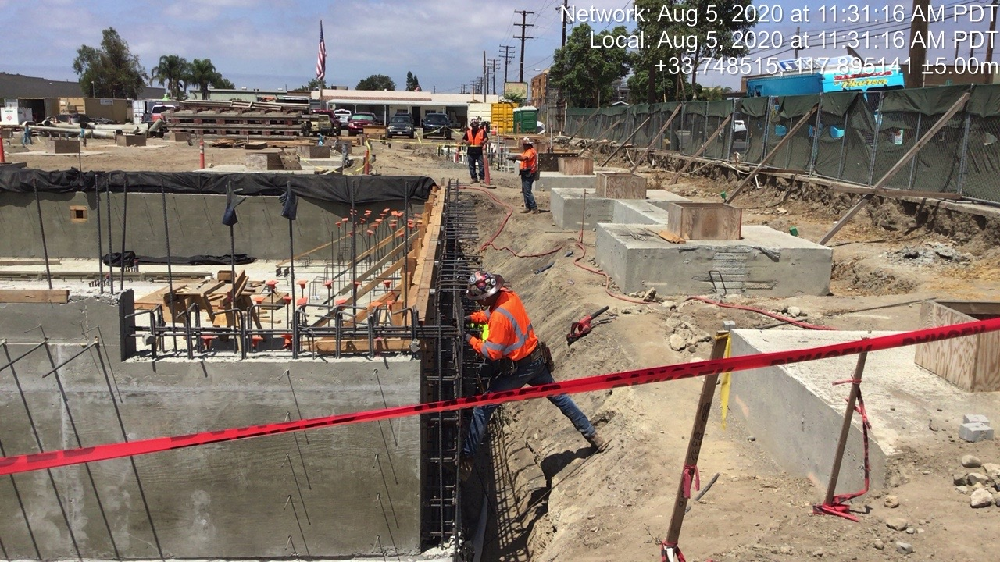 Network: Aug 5, 2020 at 11:31:16 AM PDT
Local: Aug 5, 2020 at 11:31:16 AM PDT
+33.748515,-117.895141 ±5.00m